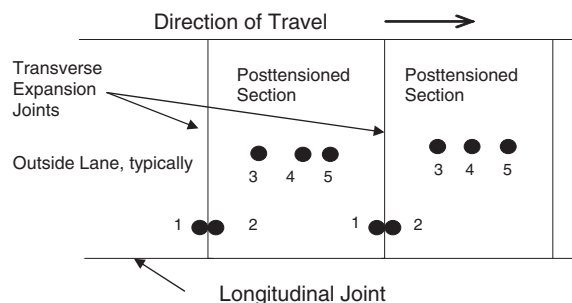 Direction of Travel
Transverse
Expansion
Joints
Posttensioned
Section
Posttensioned
Section
Outside Lane, typically
3 4 5
3 4 5
1 2
1 2
Longitudinal Joint